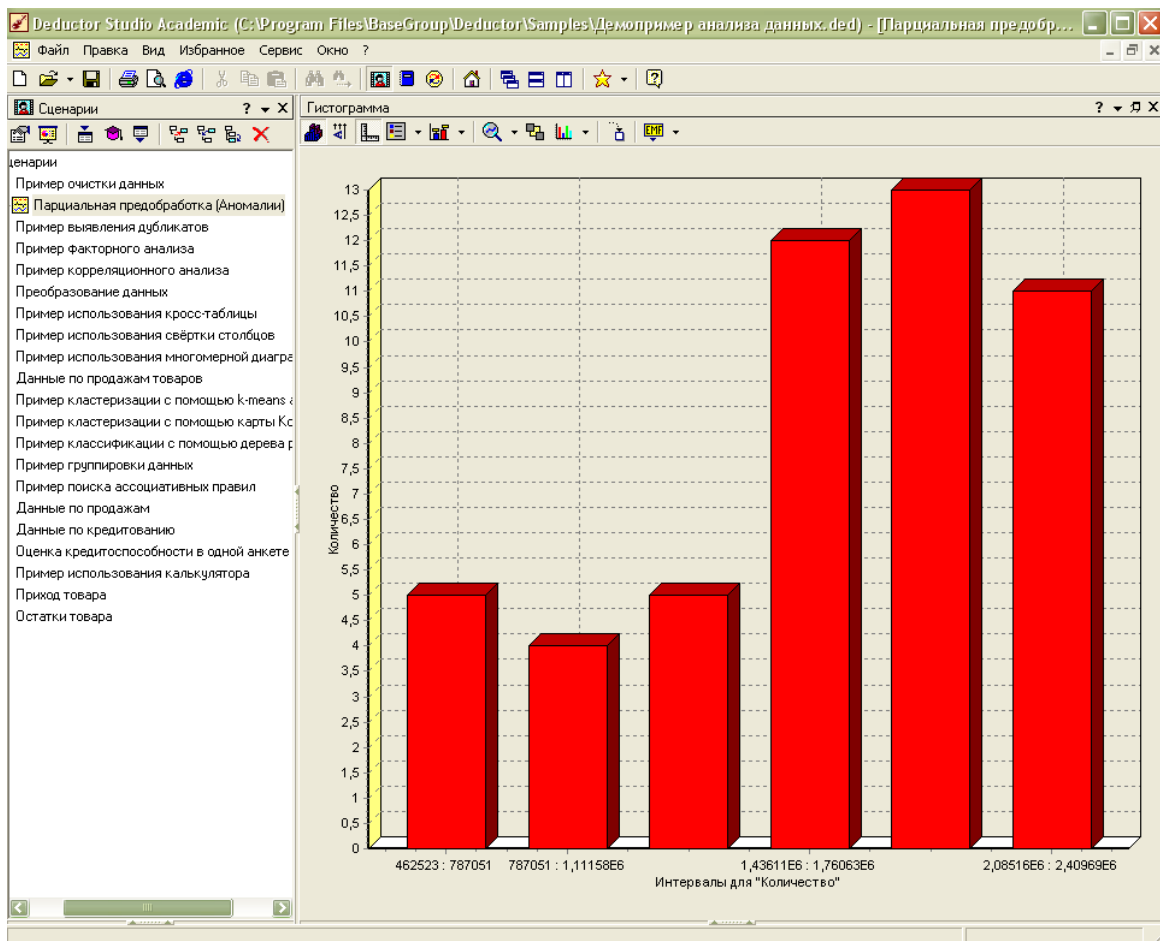 Deductor Studio Academic (C:\Program Files\BaseGroup\Deductor\Samples\Демопример анализа данных.ded) - [Парциальная предобр...
Файл Правка Вид Избранное Сервис Окно ?
Сценарии
ценарии
Пример очистки данных
Парциальная предобработка (Аномалии)
Пример выявления дубликатов
Пример факторного анализа
Пример корреляционного анализа
Преобразование данных
Пример использования кросс-таблицы
Пример использования свёртки столбцов
Пример использования многомерной диагра
Данные по продажам товаров
Пример кластеризации с помощью k-means a
Пример кластеризации с помощью карты Ко
Пример классификации с помощью дерева р
Пример группировки данных
Пример поиска ассоциативных правил
Данные по продажам
Данные по кредитованию
Оценка кредитоспособности в одной анкете
Пример использования калькулятора
Приход товара
Остатки товара
Гистограмма
EMF
13
12,5
12
11,5
11
10,5
10
9,5
9
8,5
8
7,5
7
6,5
6
5,5
5
4,5
4
3,5
3
2,5
2
1,5
1
0,5
0
Количество
462523 : 787051 787051 : 1,11158E6 1,43611E6 : 1,76063E6 2,08516E6 : 2,40969E6
Интервалы для "Количество"